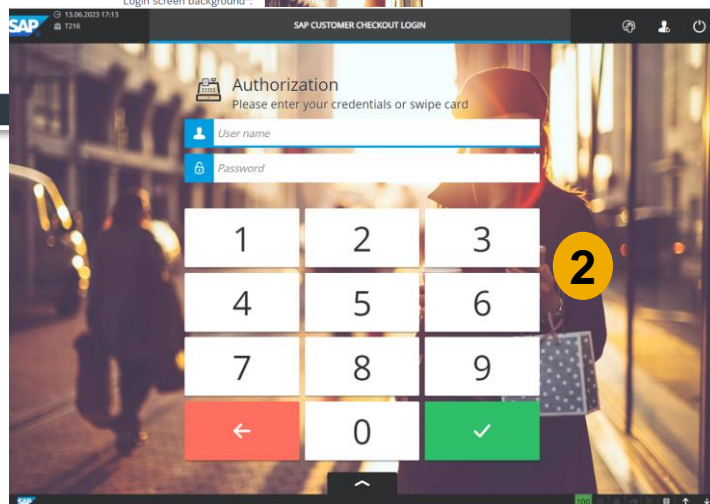 Login screen background*:
SAP
13.06.2023 17:13
T216
SAP CUSTOMER CHECKOUT LOGIN
Authorization
Please enter your credentials or swipe card
User name
Password
1 2 3
4 5 6
7 8 9
0
2
SAP
100